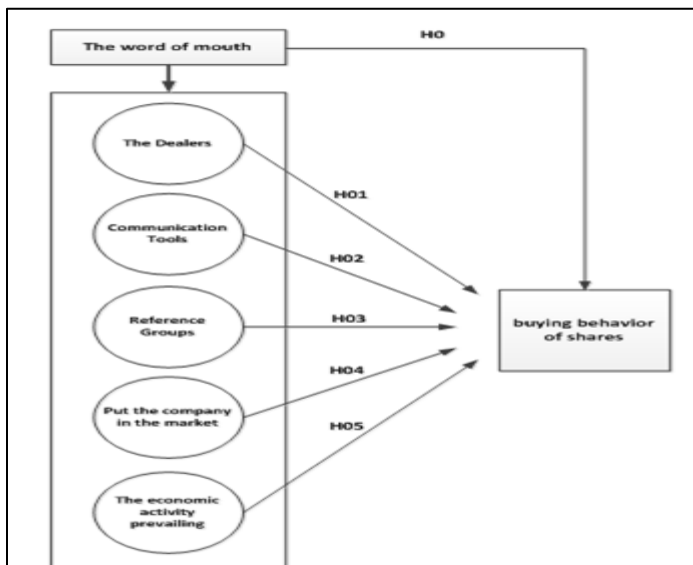 The word of mouth
H0
The Dealers
H01
Communication
Tools
H02
Reference
Groups
H03
buying behavior
of shares
H04
Put the company
in the market
H05
The economic
activity
prevailing